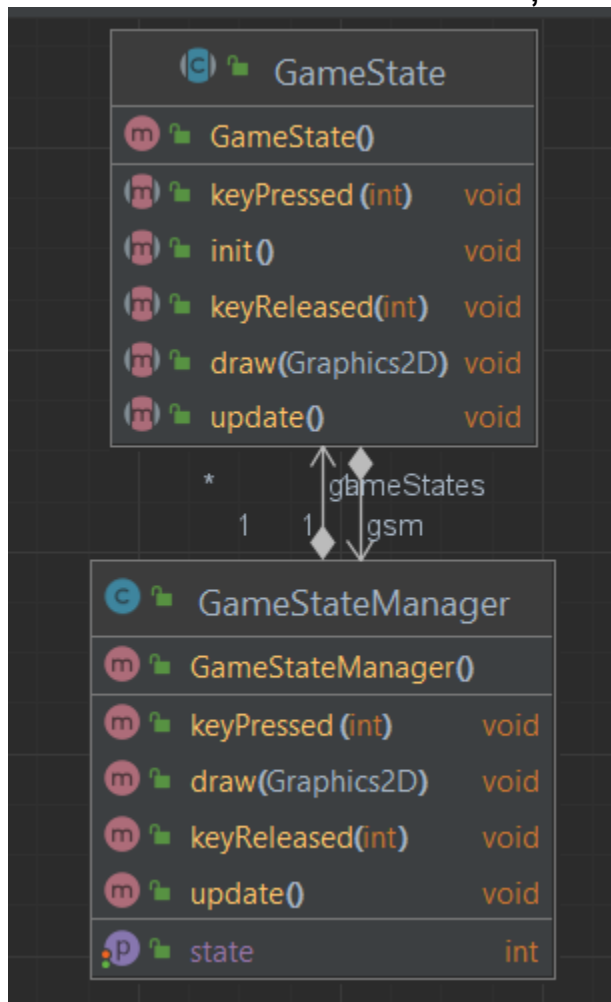 GameState
GameState()
keyPressed(int) void
init() void
keyReleased(int) void
draw(Graphics2D) void
update() void
* 1 gameStates
1 1 gsm
GameStateManager
GameStateManager()
keyPressed(int) void
draw(Graphics2D) void
keyReleased(int) void
update() void
state int